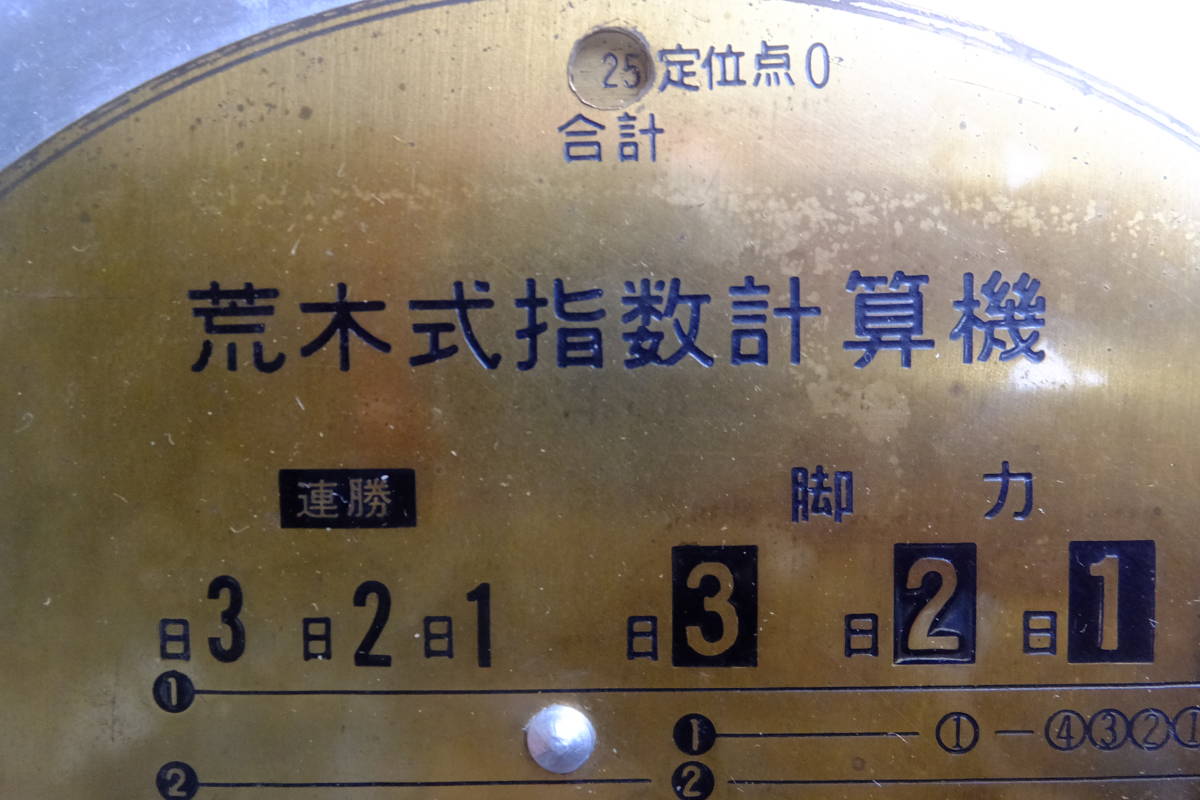 25 定位点0
合計
荒木式指数計算機
連勝 脚力
日3 日2 日1 日3 日2 日1
1
1 ① — ④③②①
2 2